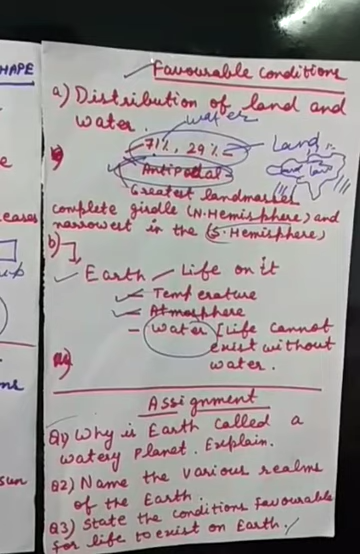 HAPE
e
eases
ns
sun
Favourable conditions
a) Distribution of land and
water.
water
71%, 29%
Land
Antipodal
land
Greatest landmasses
complete girdle (N.Hemisphere) and
narrowest in the (S.Hemisphere)
b)
Earth Life on it
Temperature
Atmosphere
- Water [Life cannot
exist without
water.
Assignment
Q1) Why is Earth called a
watery Planet. Explain.
Q2) Name the various realms
of the Earth.
Q3) State the conditions favourable
for life to exist on Earth.